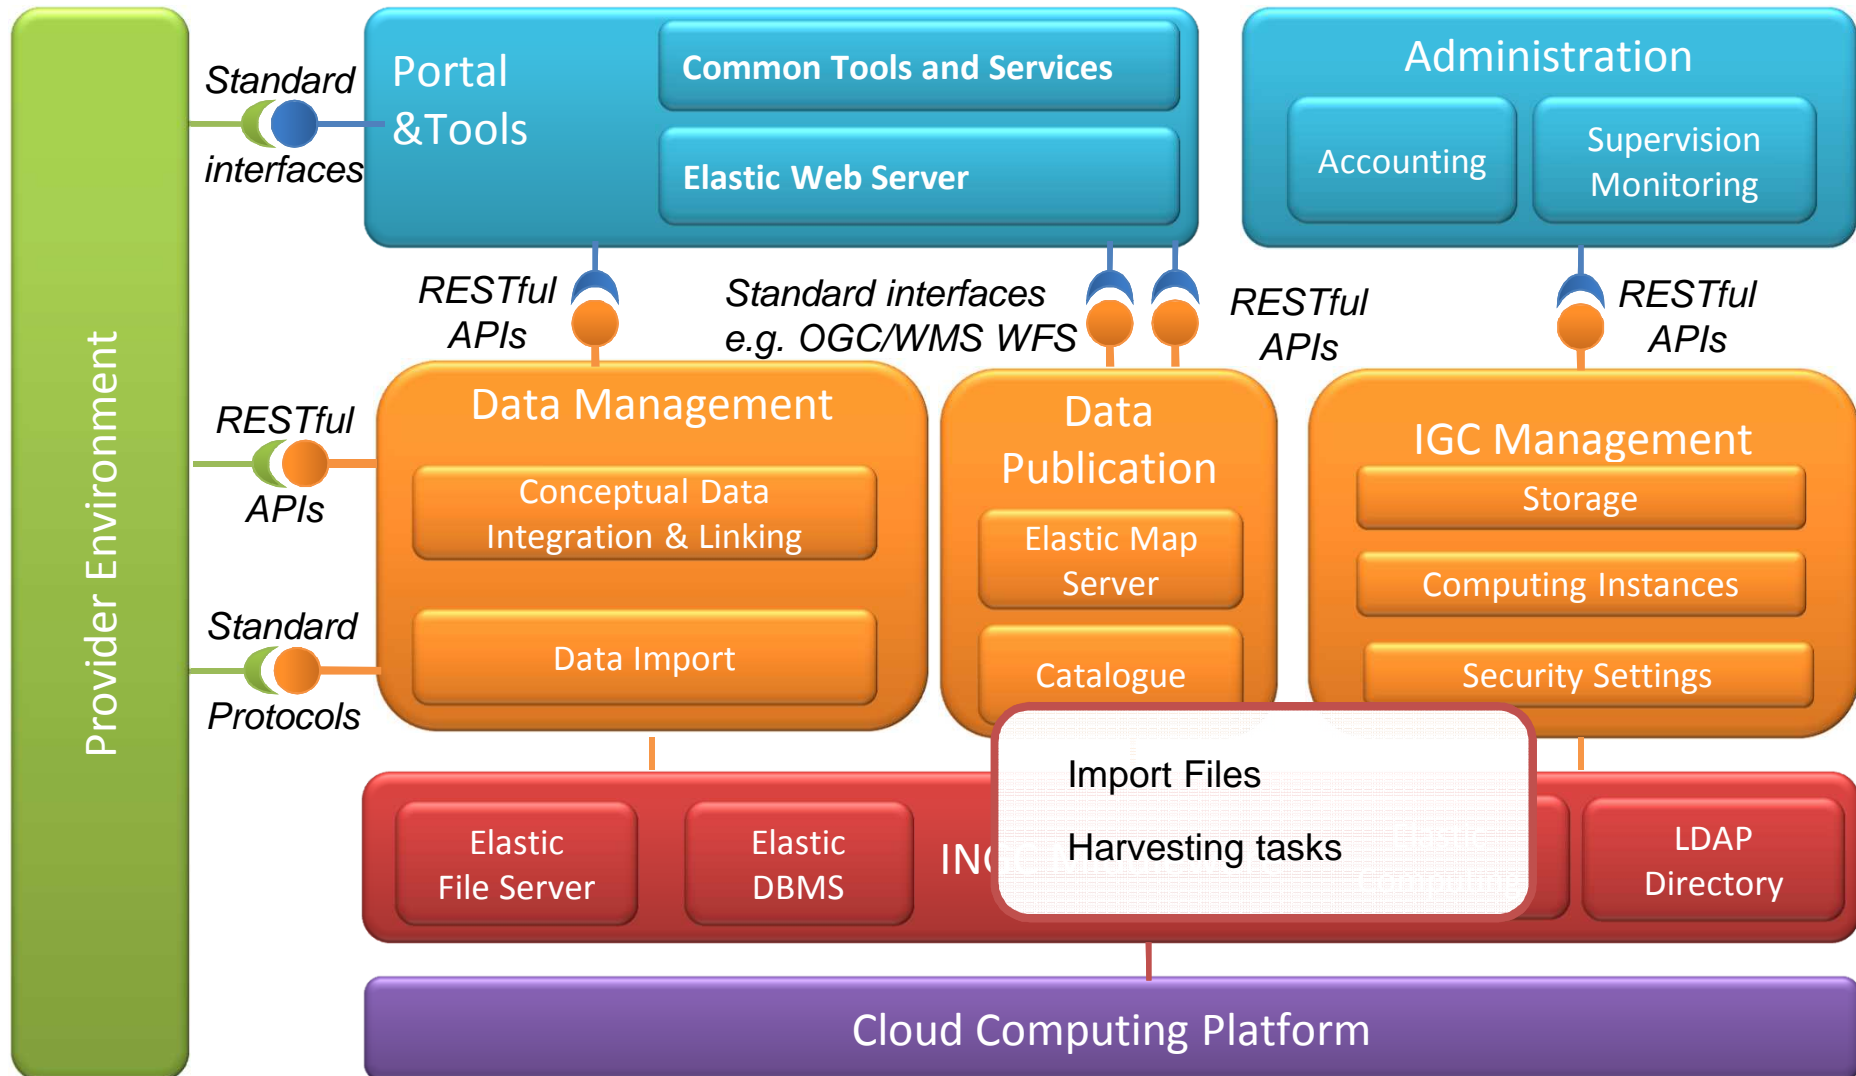 Provider Environment
Standard
interfaces
RESTful
APIs
Standard
Protocols
Portal
&Tools
Common Tools and Services
Elastic Web Server
Administration
Accounting
Supervision
Monitoring
RESTful
APIs
Standard interfaces
e.g. OGC/WMS WFS
RESTful
APIs
RESTful
APIs
Data Management
Conceptual Data
Integration & Linking
Data Import
Data
Publication
Elastic Map
Server
Catalogue
IGC Management
Storage
Computing Instances
Security Settings
Import Files
Harvesting tasks
Elastic
File Server
Elastic
DBMS
Elastic
Computing
LDAP
Directory
Cloud Computing Platform